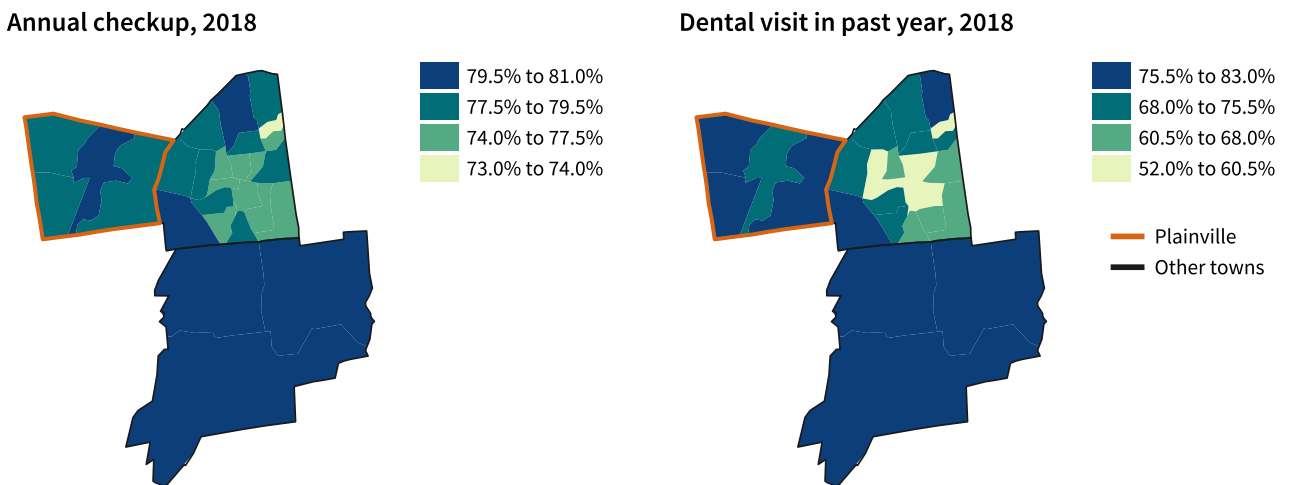 Annual checkup, 2018
79.5% to 81.0%
77.5% to 79.5%
74.0% to 77.5%
73.0% to 74.0%
Dental visit in past year, 2018
75.5% to 83.0%
68.0% to 75.5%
60.5% to 68.0%
52.0% to 60.5%
Plainville
Other towns